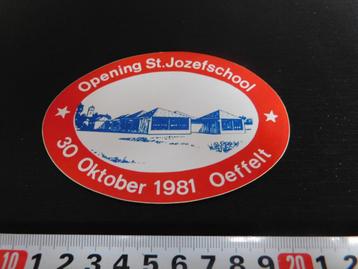 Opening St. Jozefschool
30 Oktober 1981 Oeffelt
10 1 2 3 4 5 6 7 8 9 20 1 2